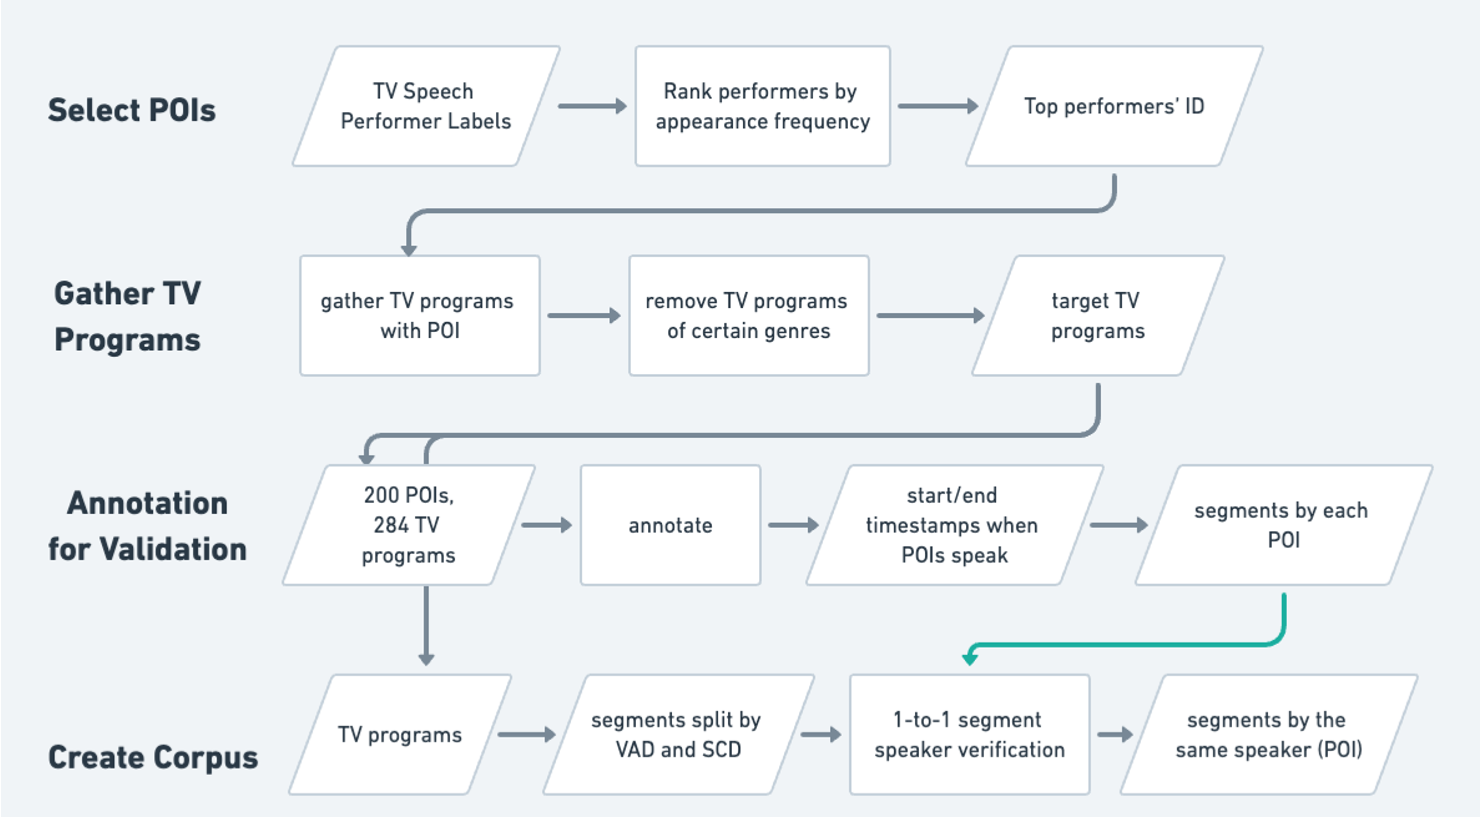 Select POIs
TV Speech
Performer Labels
Rank performers by
appearance frequency
Top performers' ID
Gather TV
Programs
gather TV programs
with POI
remove TV programs
of certain genres
target TV
programs
Annotation
for Validation
200 POIs,
284 TV
programs
annotate
start/end
timestamps when
POIs speak
segments by each
POI
Create Corpus
TV programs
segments split by
VAD and SCD
1-to-1 segment
speaker verification
segments by the
same speaker (POI)